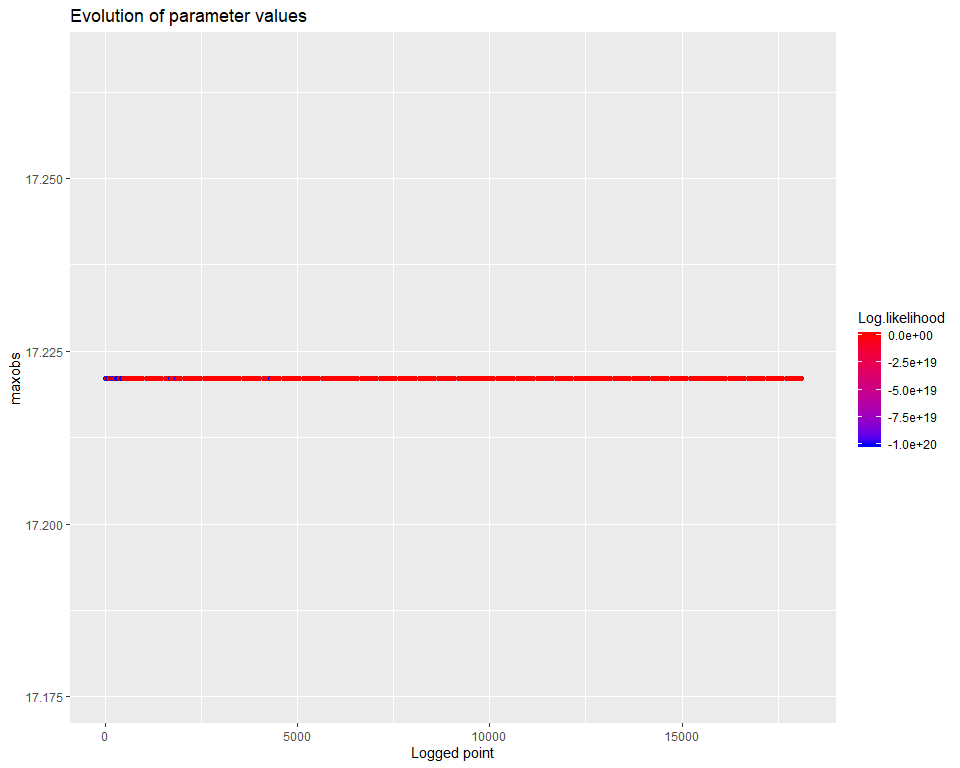 Evolution of parameter values
17.250
17.225
17.200
17.175
maxobs
0
5000
10000
15000
Logged point
Log.likelihood
0.0e+00
-2.5e+19
-5.0e+19
-7.5e+19
-1.0e+20